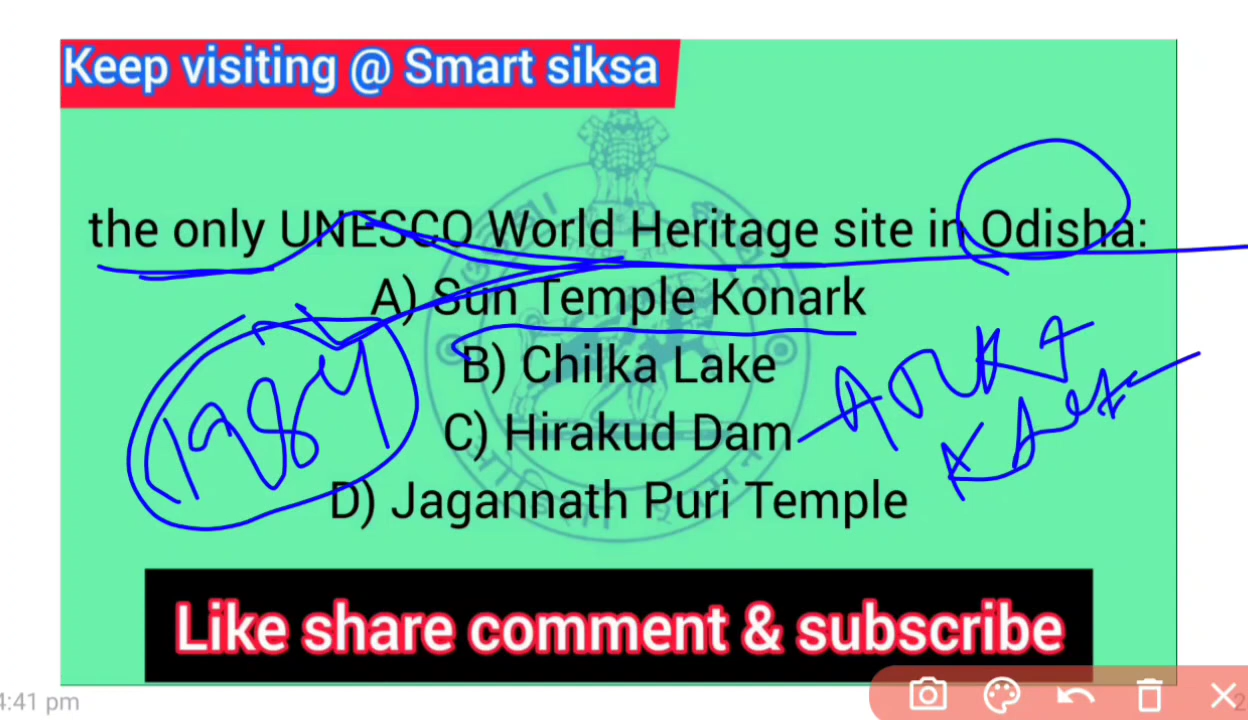 Keep visiting @ Smart siksa
the only UNESCO World Heritage site in Odisha:
A) Sun Temple Konark
B) Chilka Lake
C) Hirakud Dam
D) Jagannath Puri Temple
1984
Like share comment & subscribe
4:41 pm